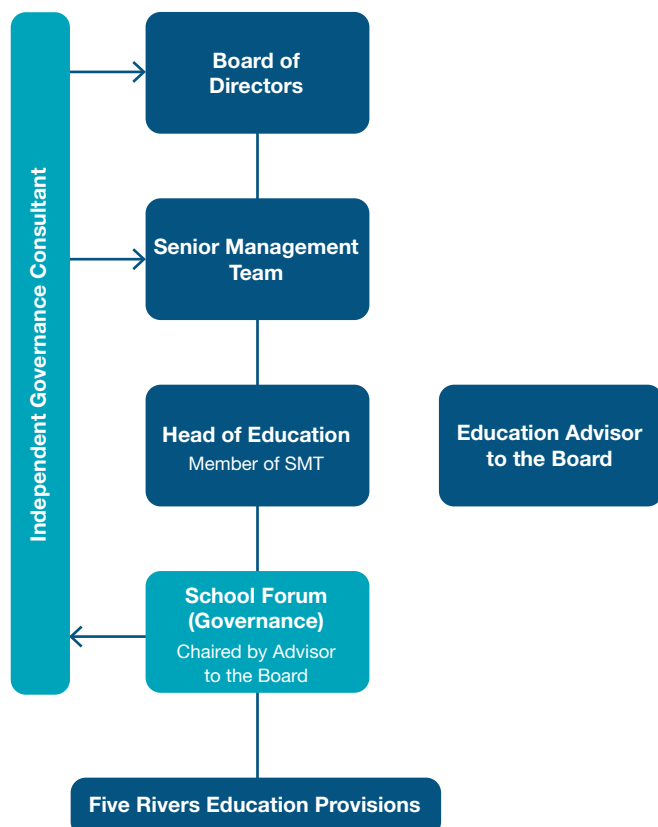 Independent Governance Consultant
Board of
Directors
Senior Management
Team
Head of Education
Member of SMT
Education Advisor
to the Board
School Forum
(Governance)
Chaired by Advisor
to the Board
Five Rivers Education Provisions